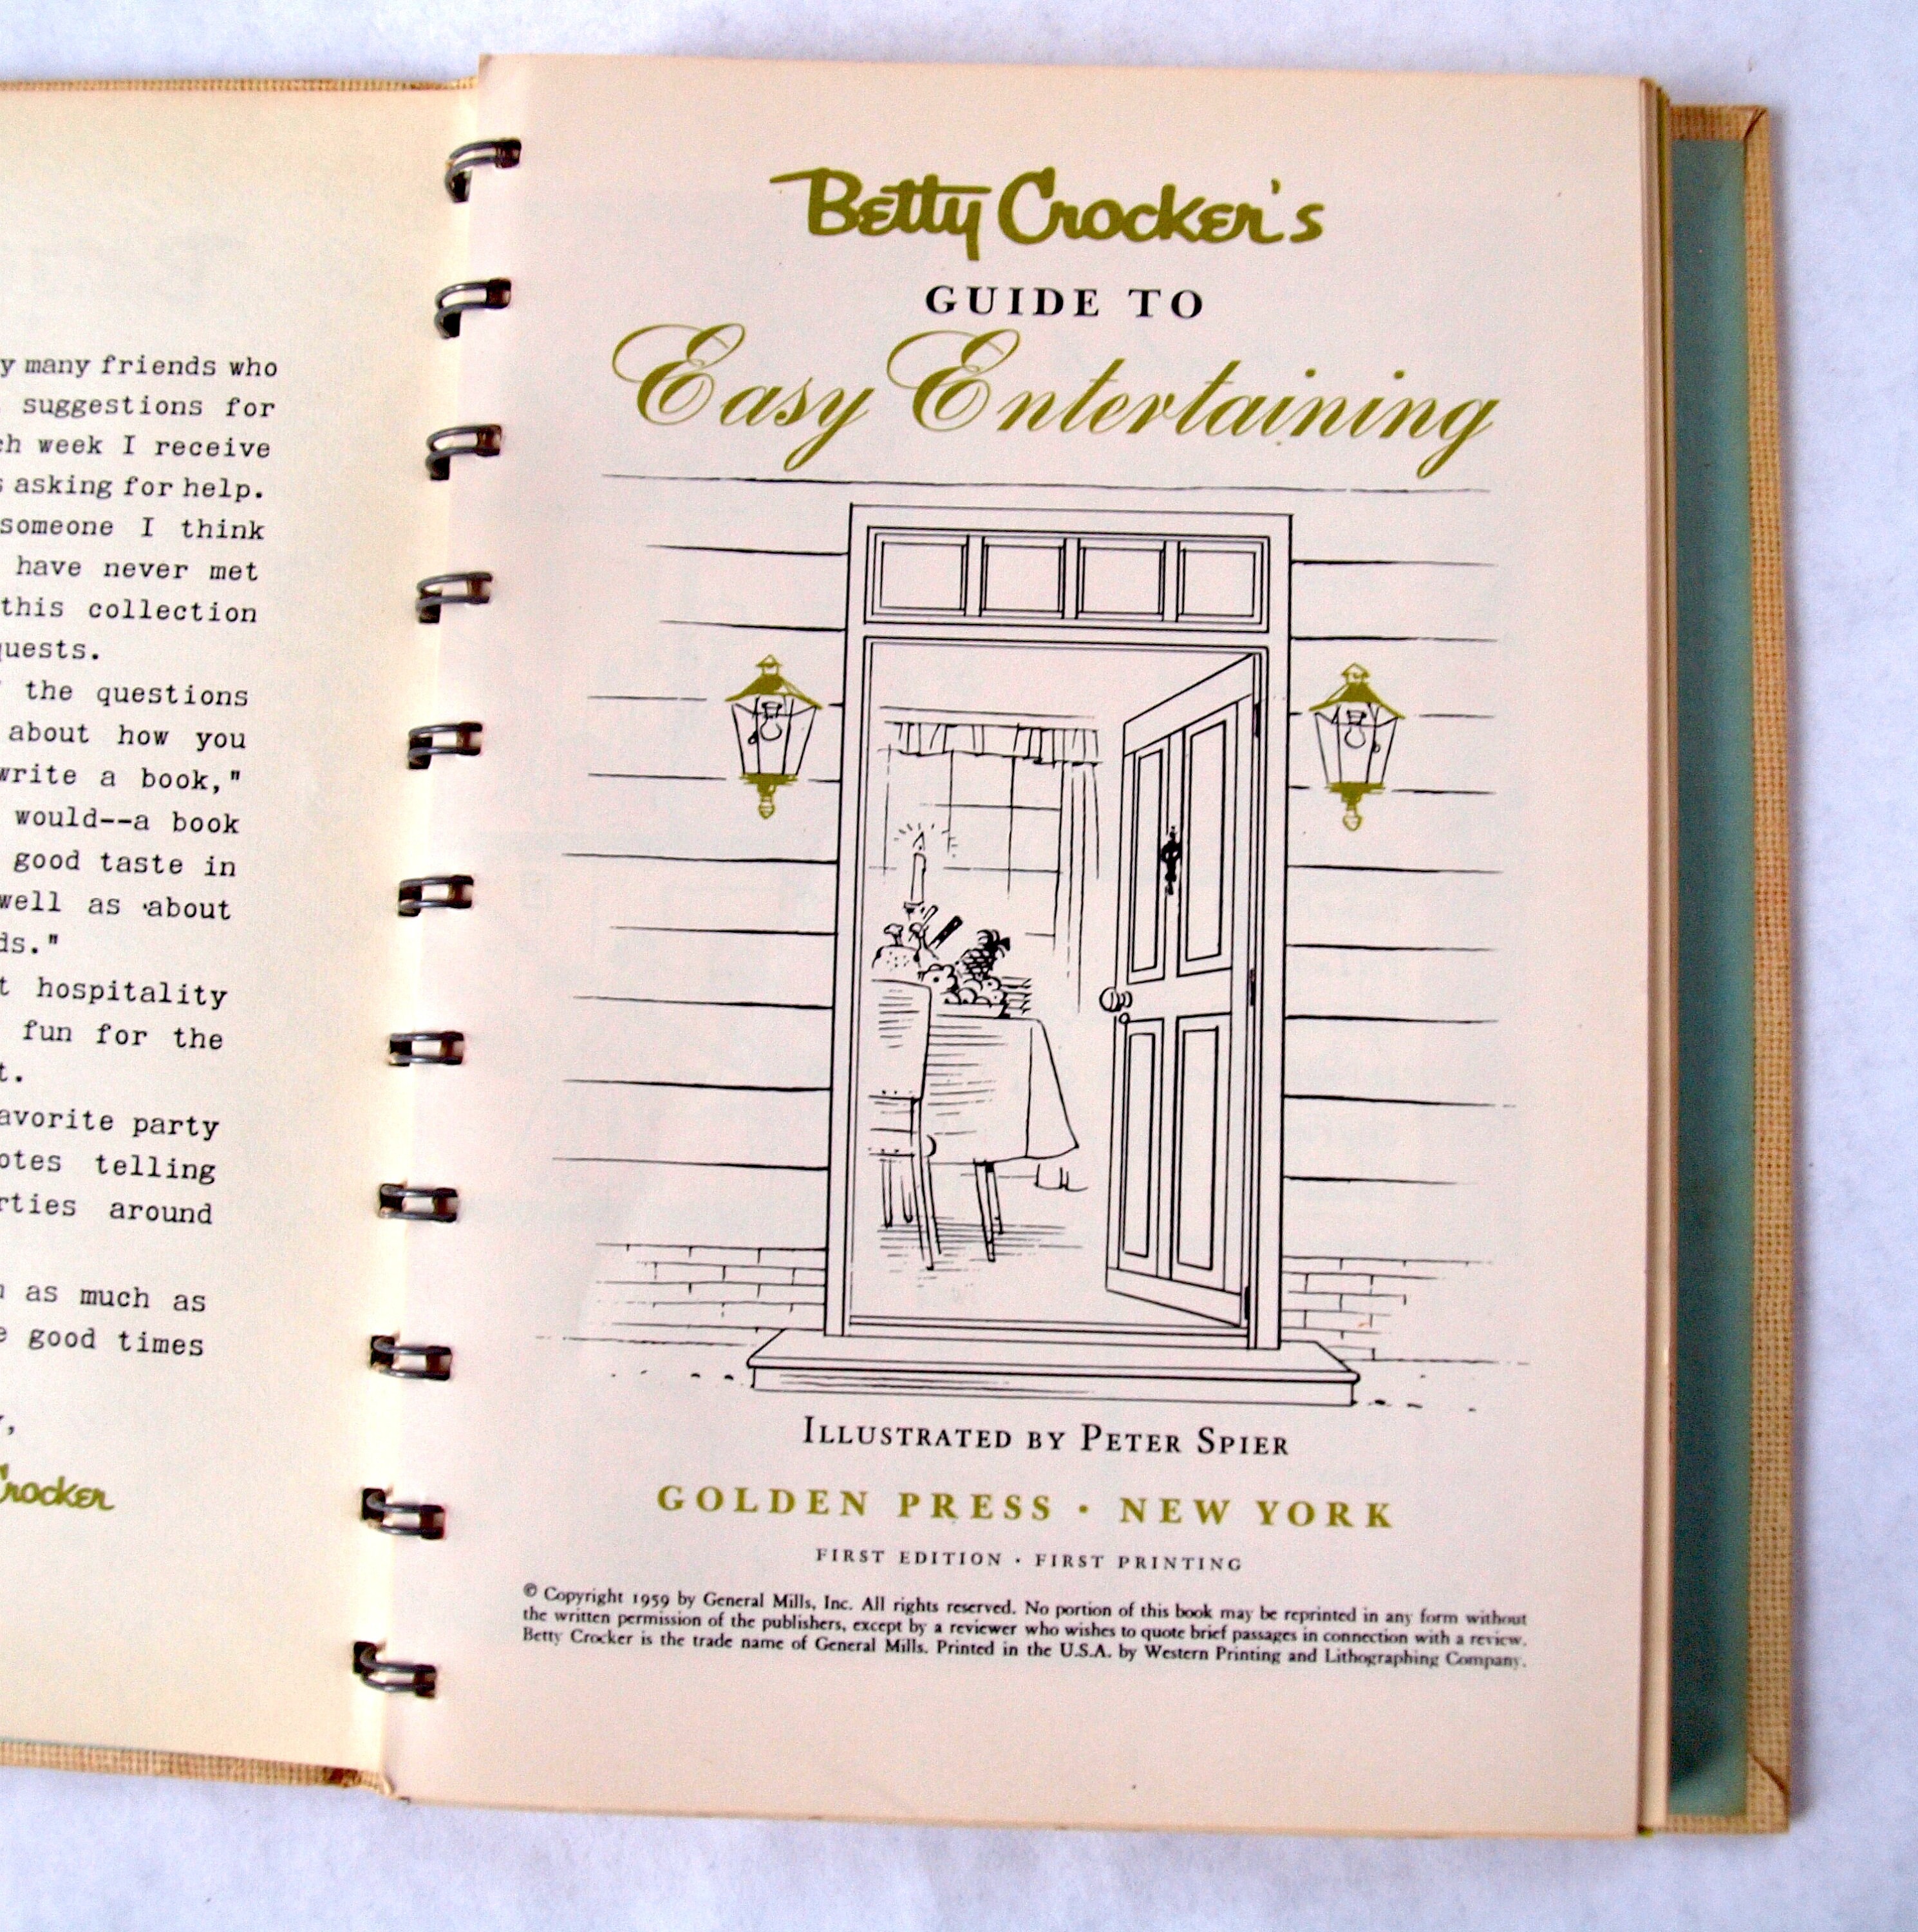 y many friends who
suggestions for
ch week I receive
s asking for help.
someone I think
have never met
this collection
quests.
the questions
about how you
write a book,"
would--a book
good taste in
well as about
ds."
t hospitality
fun for the
t.
avorite party
otes telling
rties around
as much as
e good times
,
Crocker
Betty Crocker's
GUIDE TO
Easy Entertaining
ILLUSTRATED BY PETER SPIER
GOLDEN PRESS · NEW YORK
FIRST EDITION · FIRST PRINTING
© Copyright 1959 by General Mills, Inc. All rights reserved. No portion of this book may be reprinted in any form without
the written permission of the publishers, except by a reviewer who wishes to quote brief passages in connection with a review.
Betty Crocker is the trade name of General Mills. Printed in the U.S.A. by Western Printing and Lithographing Company.